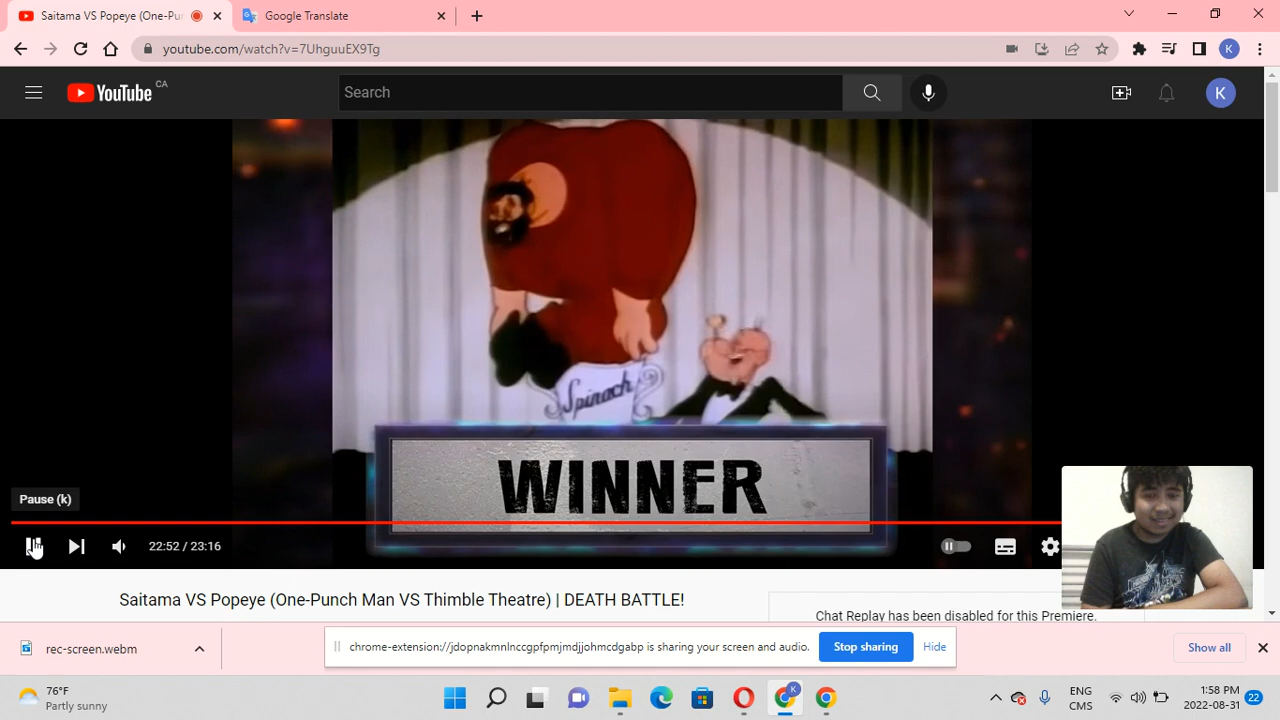 Saitama VS Popeye (One-Pu
Google Translate
youtube.com/watch?v=7UhguuEX9Tg
K
YouTube CA
Search
K
Spinach
WINNER
Pause (k)
22:52 / 23:16
Saitama VS Popeye (One-Punch Man VS Thimble Theatre) | DEATH BATTLE!
Chat Replay has been disabled for this Premiere.
rec-screen.webm
chrome-extension://jdopnakmnlnccgpfpmjmdjjohmcdgabp is sharing your screen and audio.
Stop sharing
Hide
Show all
76°F
Partly sunny
K
ENG
CMS
1:58 PM
2022-08-31
22